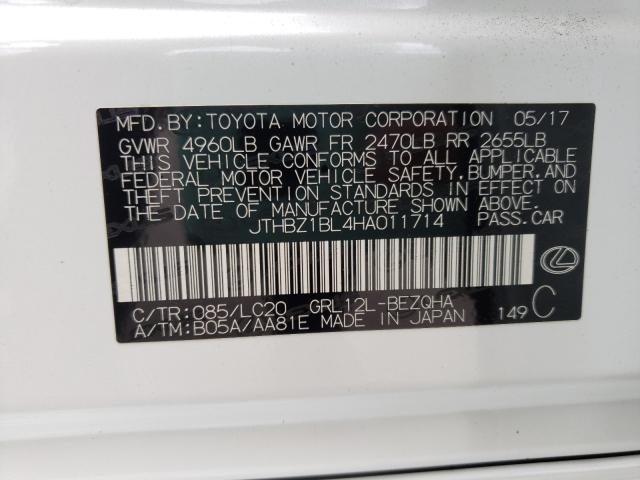 MFD. BY: TOYOTA MOTOR CORPORATION 05/17
GVWR 4960LB GAWR FR 2470LB RR 2655LB
THIS VEHICLE CONFORMS TO ALL APPLICABLE
FEDERAL MOTOR VEHICLE SAFETY, BUMPER, AND
THEFT PREVENTION STANDARDS IN EFFECT ON
THE DATE OF MANUFACTURE SHOWN ABOVE.
JTHBZ1BL4HA011714 PASS.CAR
C/TR: 085/LC20 GRL12L-BEZQHA
A/TM: B05A/AA81E MADE IN JAPAN 149 C